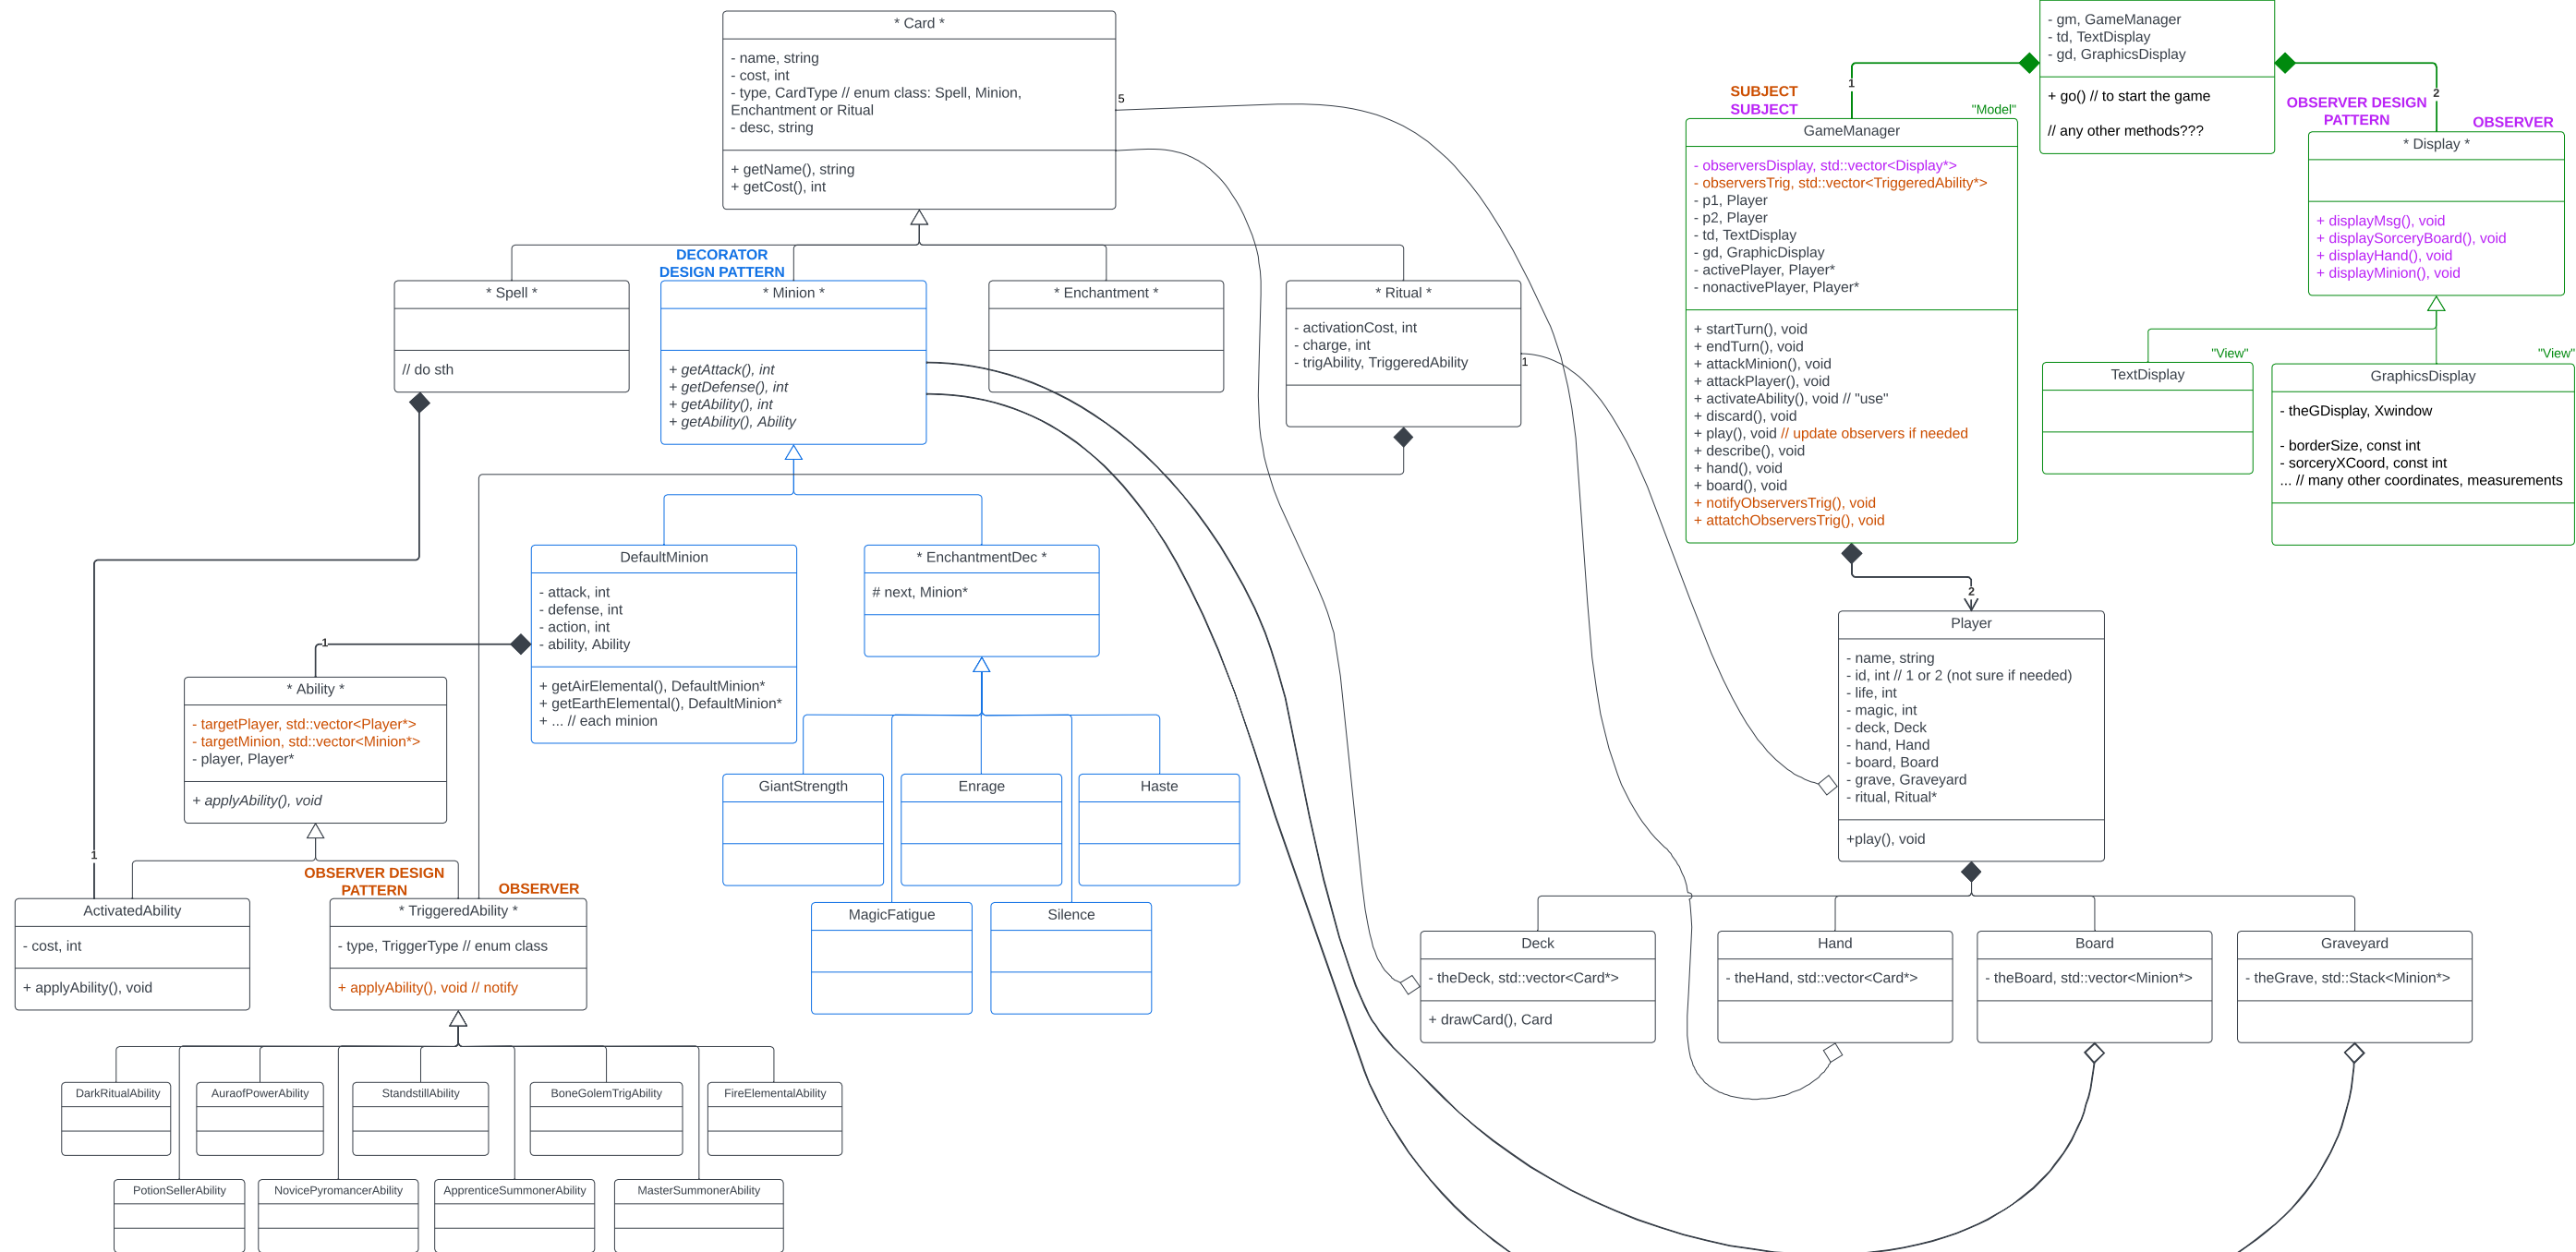 * Card *
- name, string
- cost, int
- type, CardType // enum class: Spell, Minion,
Enchantment or Ritual
- desc, string
+ getName(), string
+ getCost(), int
5
- gm, GameManager
- td, TextDisplay
- gd, GraphicsDisplay
+ go() // to start the game
// any other methods???
1
2
SUBJECT
SUBJECT
"Model"
OBSERVER DESIGN
PATTERN
OBSERVER
GameManager
- observersDisplay, std::vector<Display*>
- observersTrig, std::vector<TriggeredAbility*>
- p1, Player
- p2, Player
- td, TextDisplay
- gd, GraphicDisplay
- activePlayer, Player*
- nonactivePlayer, Player*
+ startTurn(), void
+ endTurn(), void
+ attackMinion(), void
+ attackPlayer(), void
+ activateAbility(), void // "use"
+ discard(), void
+ play(), void // update observers if needed
+ describe(), void
+ hand(), void
+ board(), void
+ notifyObserversTrig(), void
+ attatchObserversTrig(), void
* Display *
+ displayMsg(), void
+ displaySorceryBoard(), void
+ displayHand(), void
+ displayMinion(), void
"View"
TextDisplay
"View"
GraphicsDisplay
- theGDisplay, Xwindow
- borderSize, const int
- sorceryXCoord, const int
... // many other coordinates, measurements
DECORATOR
DESIGN PATTERN
* Spell *
// do sth
* Minion *
+ getAttack(), int
+ getDefense(), int
+ getAbility(), int
+ getAbility(), Ability
* Enchantment *
* Ritual *
- activationCost, int
- charge, int
- trigAbility, TriggeredAbility
1
DefaultMinion
- attack, int
- defense, int
- action, int
- ability, Ability
+ getAirElemental(), DefaultMinion*
+ getEarthElemental(), DefaultMinion*
+ ... // each minion
* EnchantmentDec *
# next, Minion*
1
2
Player
- name, string
- id, int // 1 or 2 (not sure if needed)
- life, int
- magic, int
- deck, Deck
- hand, Hand
- board, Board
- grave, Graveyard
- ritual, Ritual*
+play(), void
* Ability *
- targetPlayer, std::vector<Player*>
- targetMinion, std::vector<Minion*>
- player, Player*
+ applyAbility(), void
GiantStrength
Enrage
Haste
MagicFatigue
Silence
1
OBSERVER DESIGN
PATTERN
OBSERVER
ActivatedAbility
- cost, int
+ applyAbility(), void
* TriggeredAbility *
- type, TriggerType // enum class
+ applyAbility(), void // notify
Deck
- theDeck, std::vector<Card*>
+ drawCard(), Card
Hand
- theHand, std::vector<Card*>
Board
- theBoard, std::vector<Minion*>
Graveyard
- theGrave, std::Stack<Minion*>
DarkRitualAbility
AuraofPowerAbility
StandstillAbility
BoneGolemTrigAbility
FireElementalAbility
PotionSellerAbility
NovicePyromancerAbility
ApprenticeSummonerAbility
MasterSummonerAbility